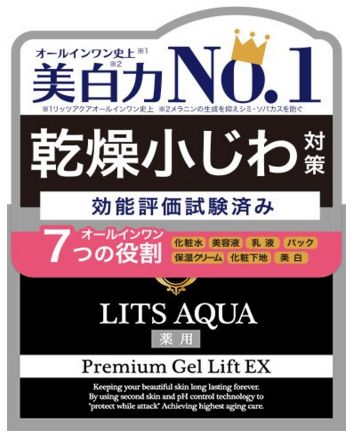 オールインワン史上※1
美白力※2 No.1
※1リッツアクアオールインワン史上 ※2メラニンの生成を抑えシミ・ソバカスを防ぐ
乾燥小じわ対策
効能評価試験済み
オールインワン
7つの役割
化粧水 美容液 乳液 パック
保湿クリーム 化粧下地 美白
LITS AQUA
薬用
Premium Gel Lift EX
Keeping your beautiful skin long lasting forever.
By using second skin and pH control technology to
"protect while attack" Achieving highest aging care.